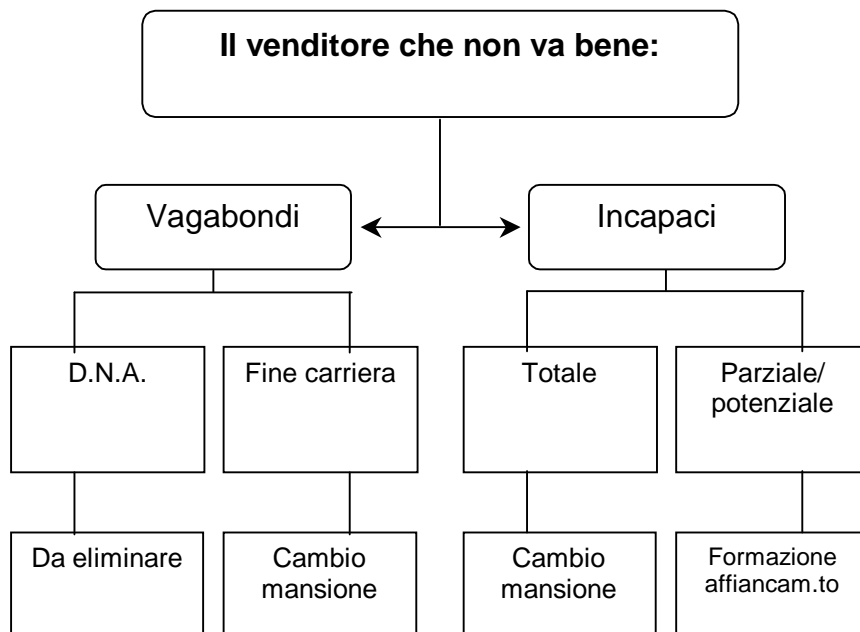 Il venditore che non va bene:
Vagabondi
Incapaci
D.N.A.
Fine carriera
Totale
Parziale/
potenziale
Da eliminare
Cambio
mansione
Cambio
mansione
Formazione
affiancam.to